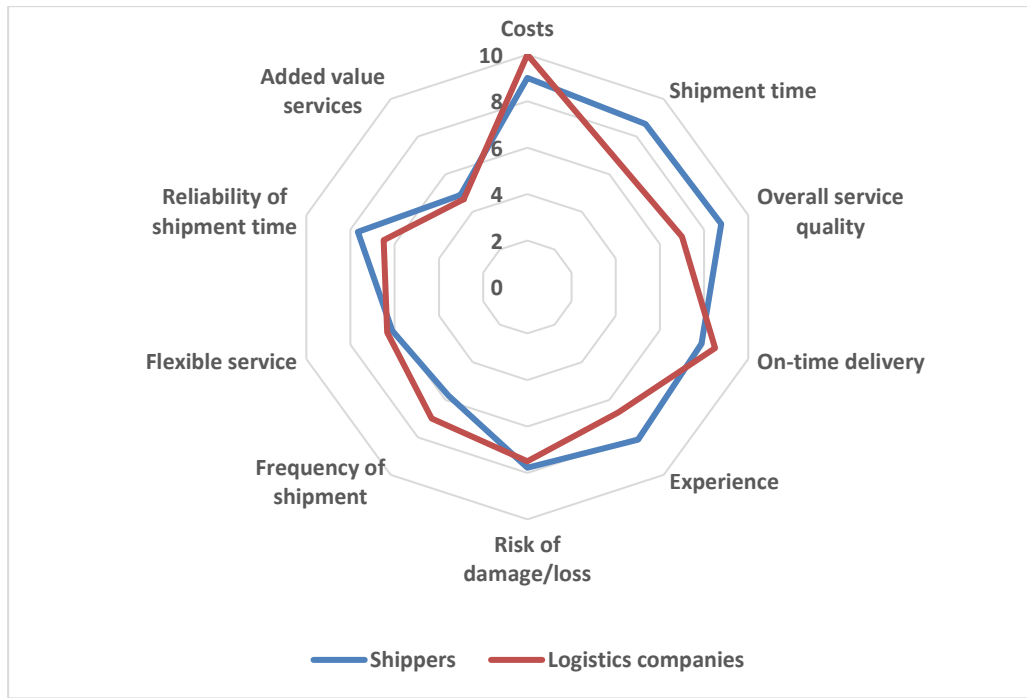 Costs
10
8
6
4
2
0
Shipment time
Overall service
quality
On-time delivery
Experience
Risk of
damage/loss
Frequency of
shipment
Flexible service
Reliability of
shipment time
Added value
services
Shippers
Logistics companies